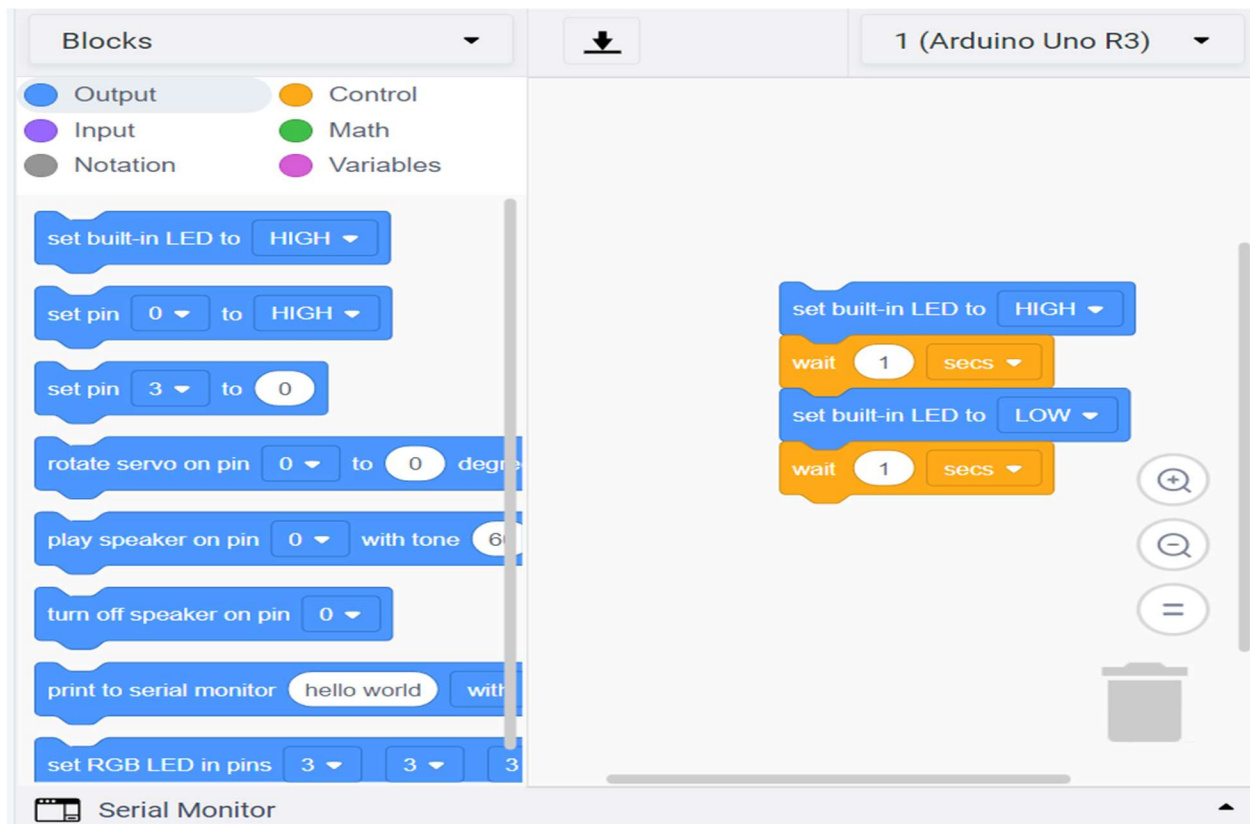 Blocks
1 (Arduino Uno R3)
Output
Control
Input
Math
Notation
Variables
set built-in LED to HIGH
set pin 0 to HIGH
set pin 3 to 0
rotate servo on pin 0 to 0
play speaker on pin 0 with tone
turn off speaker on pin 0
print to serial monitor hello world
set RGB LED in pins 3 3 3
set built-in LED to HIGH
wait 1 secs
set built-in LED to LOW
wait 1 secs
Serial Monitor